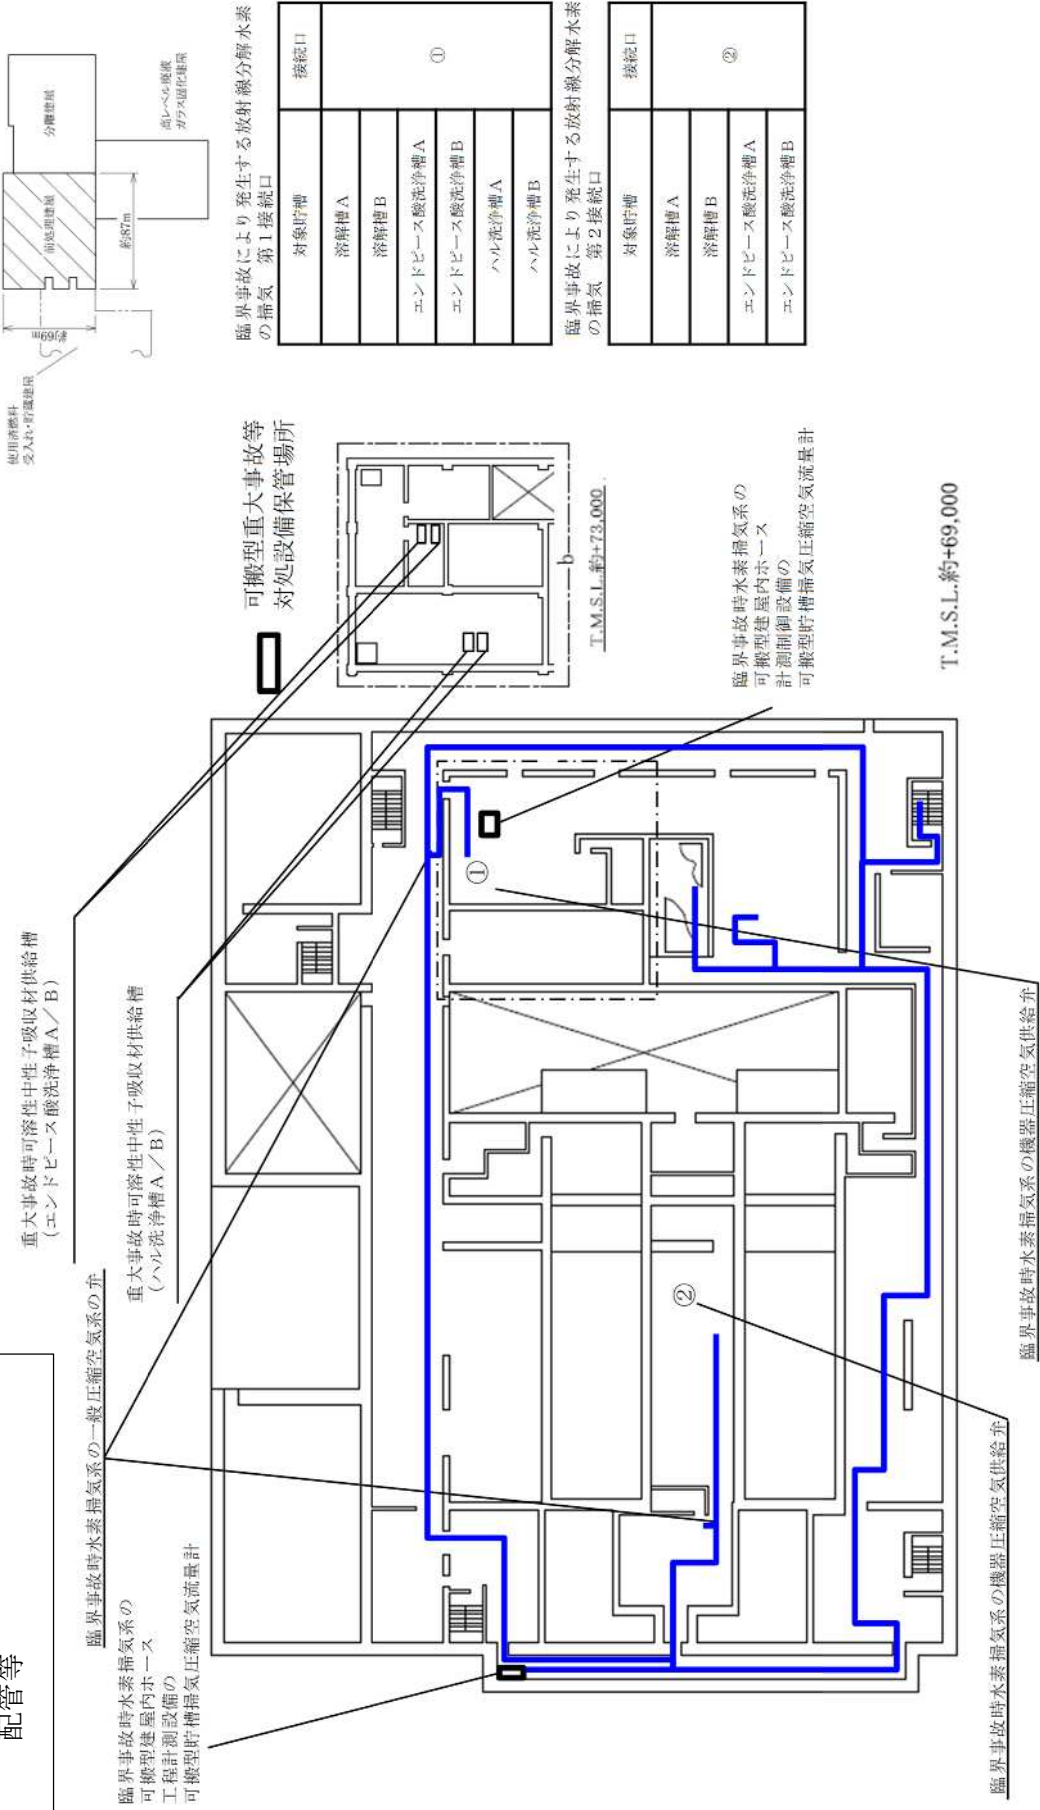 配管等
臨界事故時水素掃気系の
可搬型建屋内ホース
工程計測設備の
可搬型貯槽掃気圧縮空気流量計
臨界事故時水素掃気系の一般圧縮空気系の弁
重大事故時可溶性中性子吸収材供給槽
(エンドピース酸洗浄槽A／B)
重大事故時可溶性中性子吸収材供給槽
(ハル洗浄槽A／B)
①
②
臨界事故時水素掃気系の機器圧縮空気供給弁
臨界事故時水素掃気系の機器圧縮空気供給弁
可搬型重大事故等
対処設備保管場所
b
T.M.S.L.約+73,000
臨界事故時水素掃気系の
可搬型建屋内ホース
計測制御設備の
可搬型貯槽掃気圧縮空気流量計
T.M.S.L.約+69,000
使用済燃料
受入れ・貯蔵建屋
約69m
前処理建屋
約87m
分離建屋
高レベル廃液
ガラス固化建屋
臨界事故により発生する放射線分解水素
の掃気　第1接続口
対象貯槽 接続口
溶解槽A ①
溶解槽B
エンドピース酸洗浄槽A
エンドピース酸洗浄槽B
ハル洗浄槽A
ハル洗浄槽B
臨界事故により発生する放射線分解水素
の掃気　第2接続口
対象貯槽 接続口
溶解槽A ②
溶解槽B
エンドピース酸洗浄槽A
エンドピース酸洗浄槽B